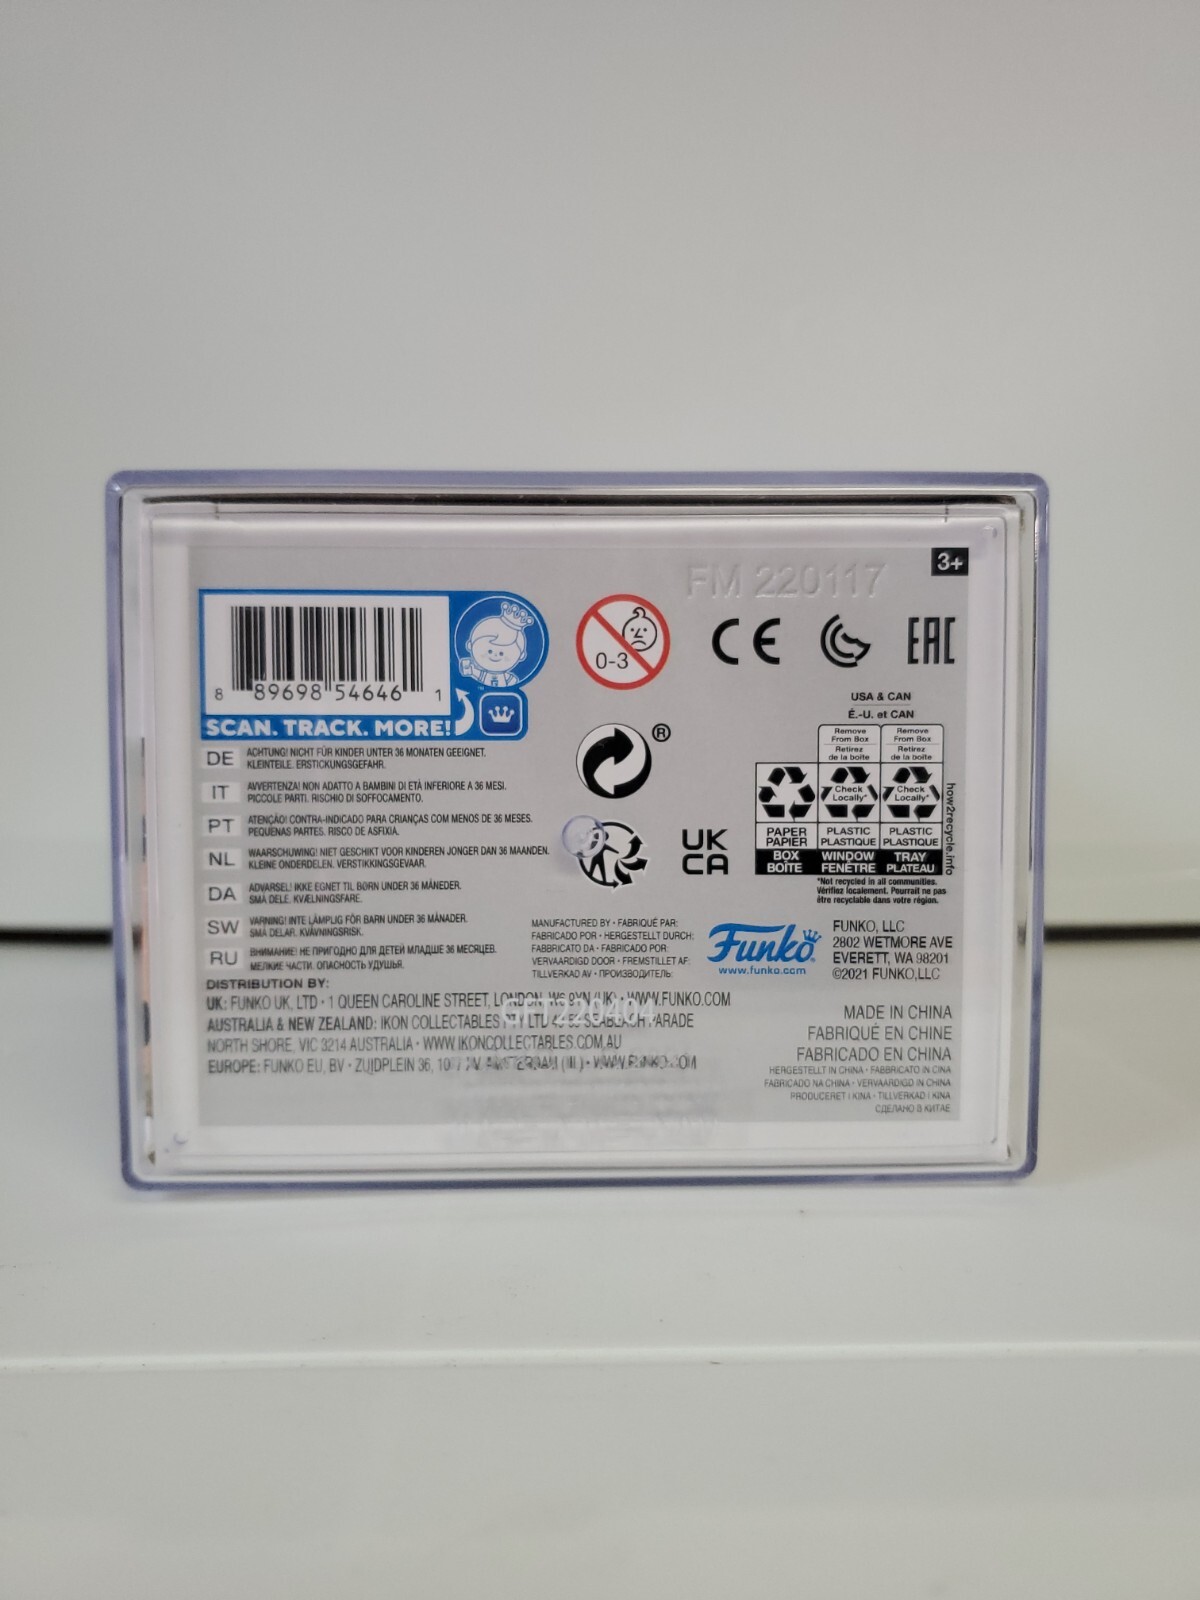 FM 220117
3+
8 89698 54646 1
SCAN. TRACK. MORE!
™
0-3
CE
EAC
®
UK
CA
USA & CAN
É.-U. et CAN
Remove From Box
Retirez de la boîte
Remove From Box
Retirez de la boîte
Check Locally*
Check Locally*
PAPER
PAPIER
PLASTIC
PLASTIQUE
PLASTIC
PLASTIQUE
BOX
BOÎTE
WINDOW
FENÊTRE
TRAY
PLATEAU
how2recycle.info
*Not recycled in all communities.
Vérifiez localement. Pourrait ne pas
être recyclable dans votre région.
DE ACHTUNG! NICHT FÜR KINDER UNTER 36 MONATEN GEEIGNET.
KLEINTEILE. ERSTICKUNGSGEFAHR.
IT AVVERTENZA! NON ADATTO A BAMBINI DI ETÀ INFERIORE A 36 MESI.
PICCOLE PARTI. RISCHIO DI SOFFOCAMENTO.
PT ATENÇÃO! CONTRA-INDICADO PARA CRIANÇAS COM MENOS DE 36 MESES.
PEQUENAS PARTES. RISCO DE ASFIXIA.
NL WAARSCHUWING! NIET GESCHIKT VOOR KINDEREN JONGER DAN 36 MAANDEN.
KLEINE ONDERDELEN. VERSTIKKINGSGEVAAR.
DA ADVARSEL! IKKE EGNET TIL BØRN UNDER 36 MÅNEDER.
SMÅ DELE. KVÆLNINGSFARE.
SW VARNING! INTE LÄMPLIG FÖR BARN UNDER 36 MÅNADER.
SMÅ DELAR. KVÄVNINGSRISK.
RU ВНИМАНИЕ! НЕ ПРИГОДНО ДЛЯ ДЕТЕЙ МЛАДШЕ 36 МЕСЯЦЕВ.
МЕЛКИЕ ЧАСТИ. ОПАСНОСТЬ УДУШЬЯ.
MANUFACTURED BY • FABRIQUÉ PAR:
FABRICADO POR • HERGESTELLT DURCH:
FABBRICATO DA • FABRICADO POR:
VERVAARDIGD DOOR • FREMSTILLET AF:
TILLVERKAD AV • ПРОИЗВОДИТЕЛЬ:
Funko®
www.funko.com
FUNKO, LLC
2802 WETMORE AVE
EVERETT, WA 98201
©2021 FUNKO,LLC
DISTRIBUTION BY:
UK: FUNKO UK, LTD • 1 QUEEN CAROLINE STREET, LONDON, W6 9YN (UK) • WWW.FUNKO.COM
GFT220404
AUSTRALIA & NEW ZEALAND: IKON COLLECTABLES PTY LTD SEABEACH PARADE
NORTH SHORE, VIC 3214 AUSTRALIA • WWW.IKONCOLLECTABLES.COM.AU
EUROPE: FUNKO EU, BV • ZUIDPLEIN 36, AMSTERDAM • WWW.FUNKO.COM
MADE IN CHINA
FABRIQUÉ EN CHINE
FABRICADO EN CHINA
HERGESTELLT IN CHINA • FABBRICATO IN CINA
FABRICADO NA CHINA • VERVAARDIGD IN CHINA
PRODUCERET I KINA • TILLVERKAD I KINA
СДЕЛАНО В КИТАЕ